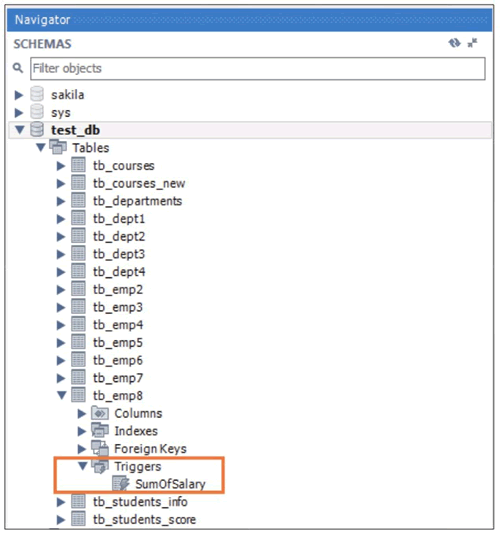 Navigator
SCHEMAS
Filter objects
sakila
sys
test_db
Tables
tb_courses
tb_courses_new
tb_departments
tb_dept1
tb_dept2
tb_dept3
tb_dept4
tb_emp2
tb_emp3
tb_emp4
tb_emp5
tb_emp6
tb_emp7
tb_emp8
Columns
Indexes
Foreign Keys
Triggers
SumOfSalary
tb_students_info
tb_students_score